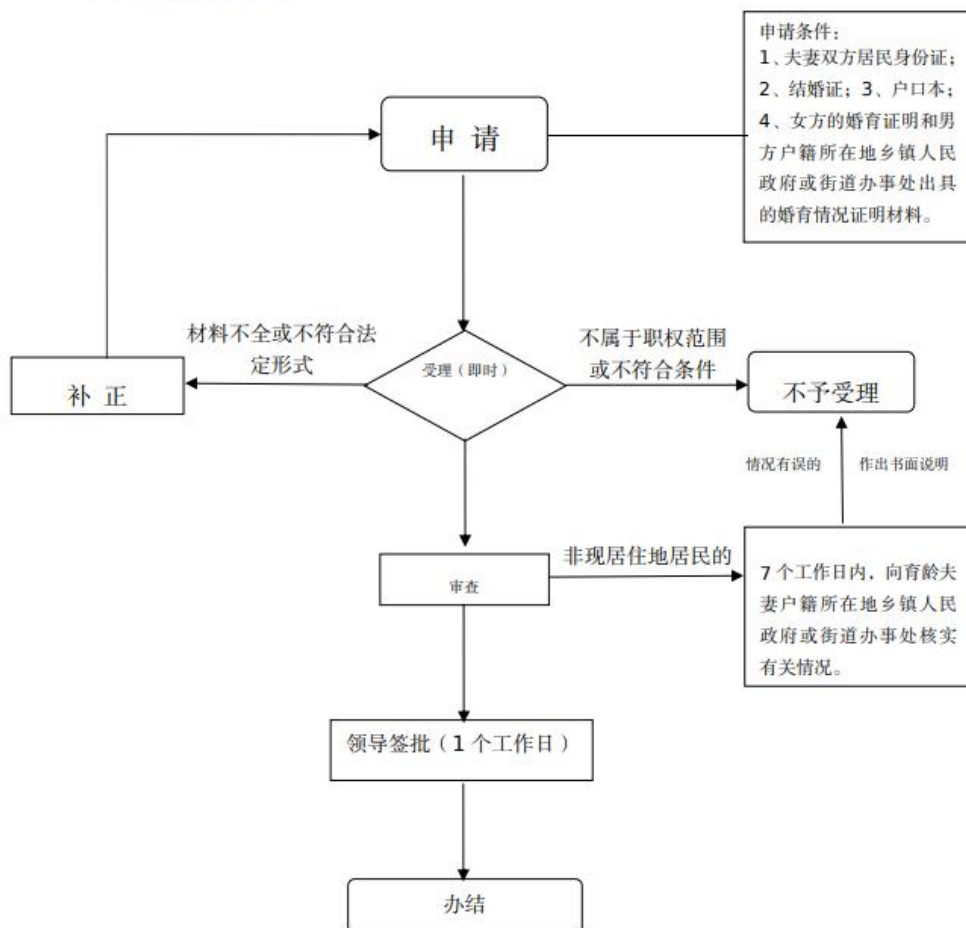 申请条件：
1、夫妻双方居民身份证；
2、结婚证；3、户口本；
4、女方的婚育证明和男
方户籍所在地乡镇人民
政府或街道办事处出具
的婚育情况证明材料。
申 请
材料不全或不符合法
定形式
受理（即时）
不属于职权范围
或不符合条件
补 正
不予受理
情况有误的
作出书面说明
非现居住地居民的
审查
7 个工作日内，向育龄夫
妻户籍所在地乡镇人民
政府或街道办事处核实
有关情况。
领导签批（1 个工作日）
办结